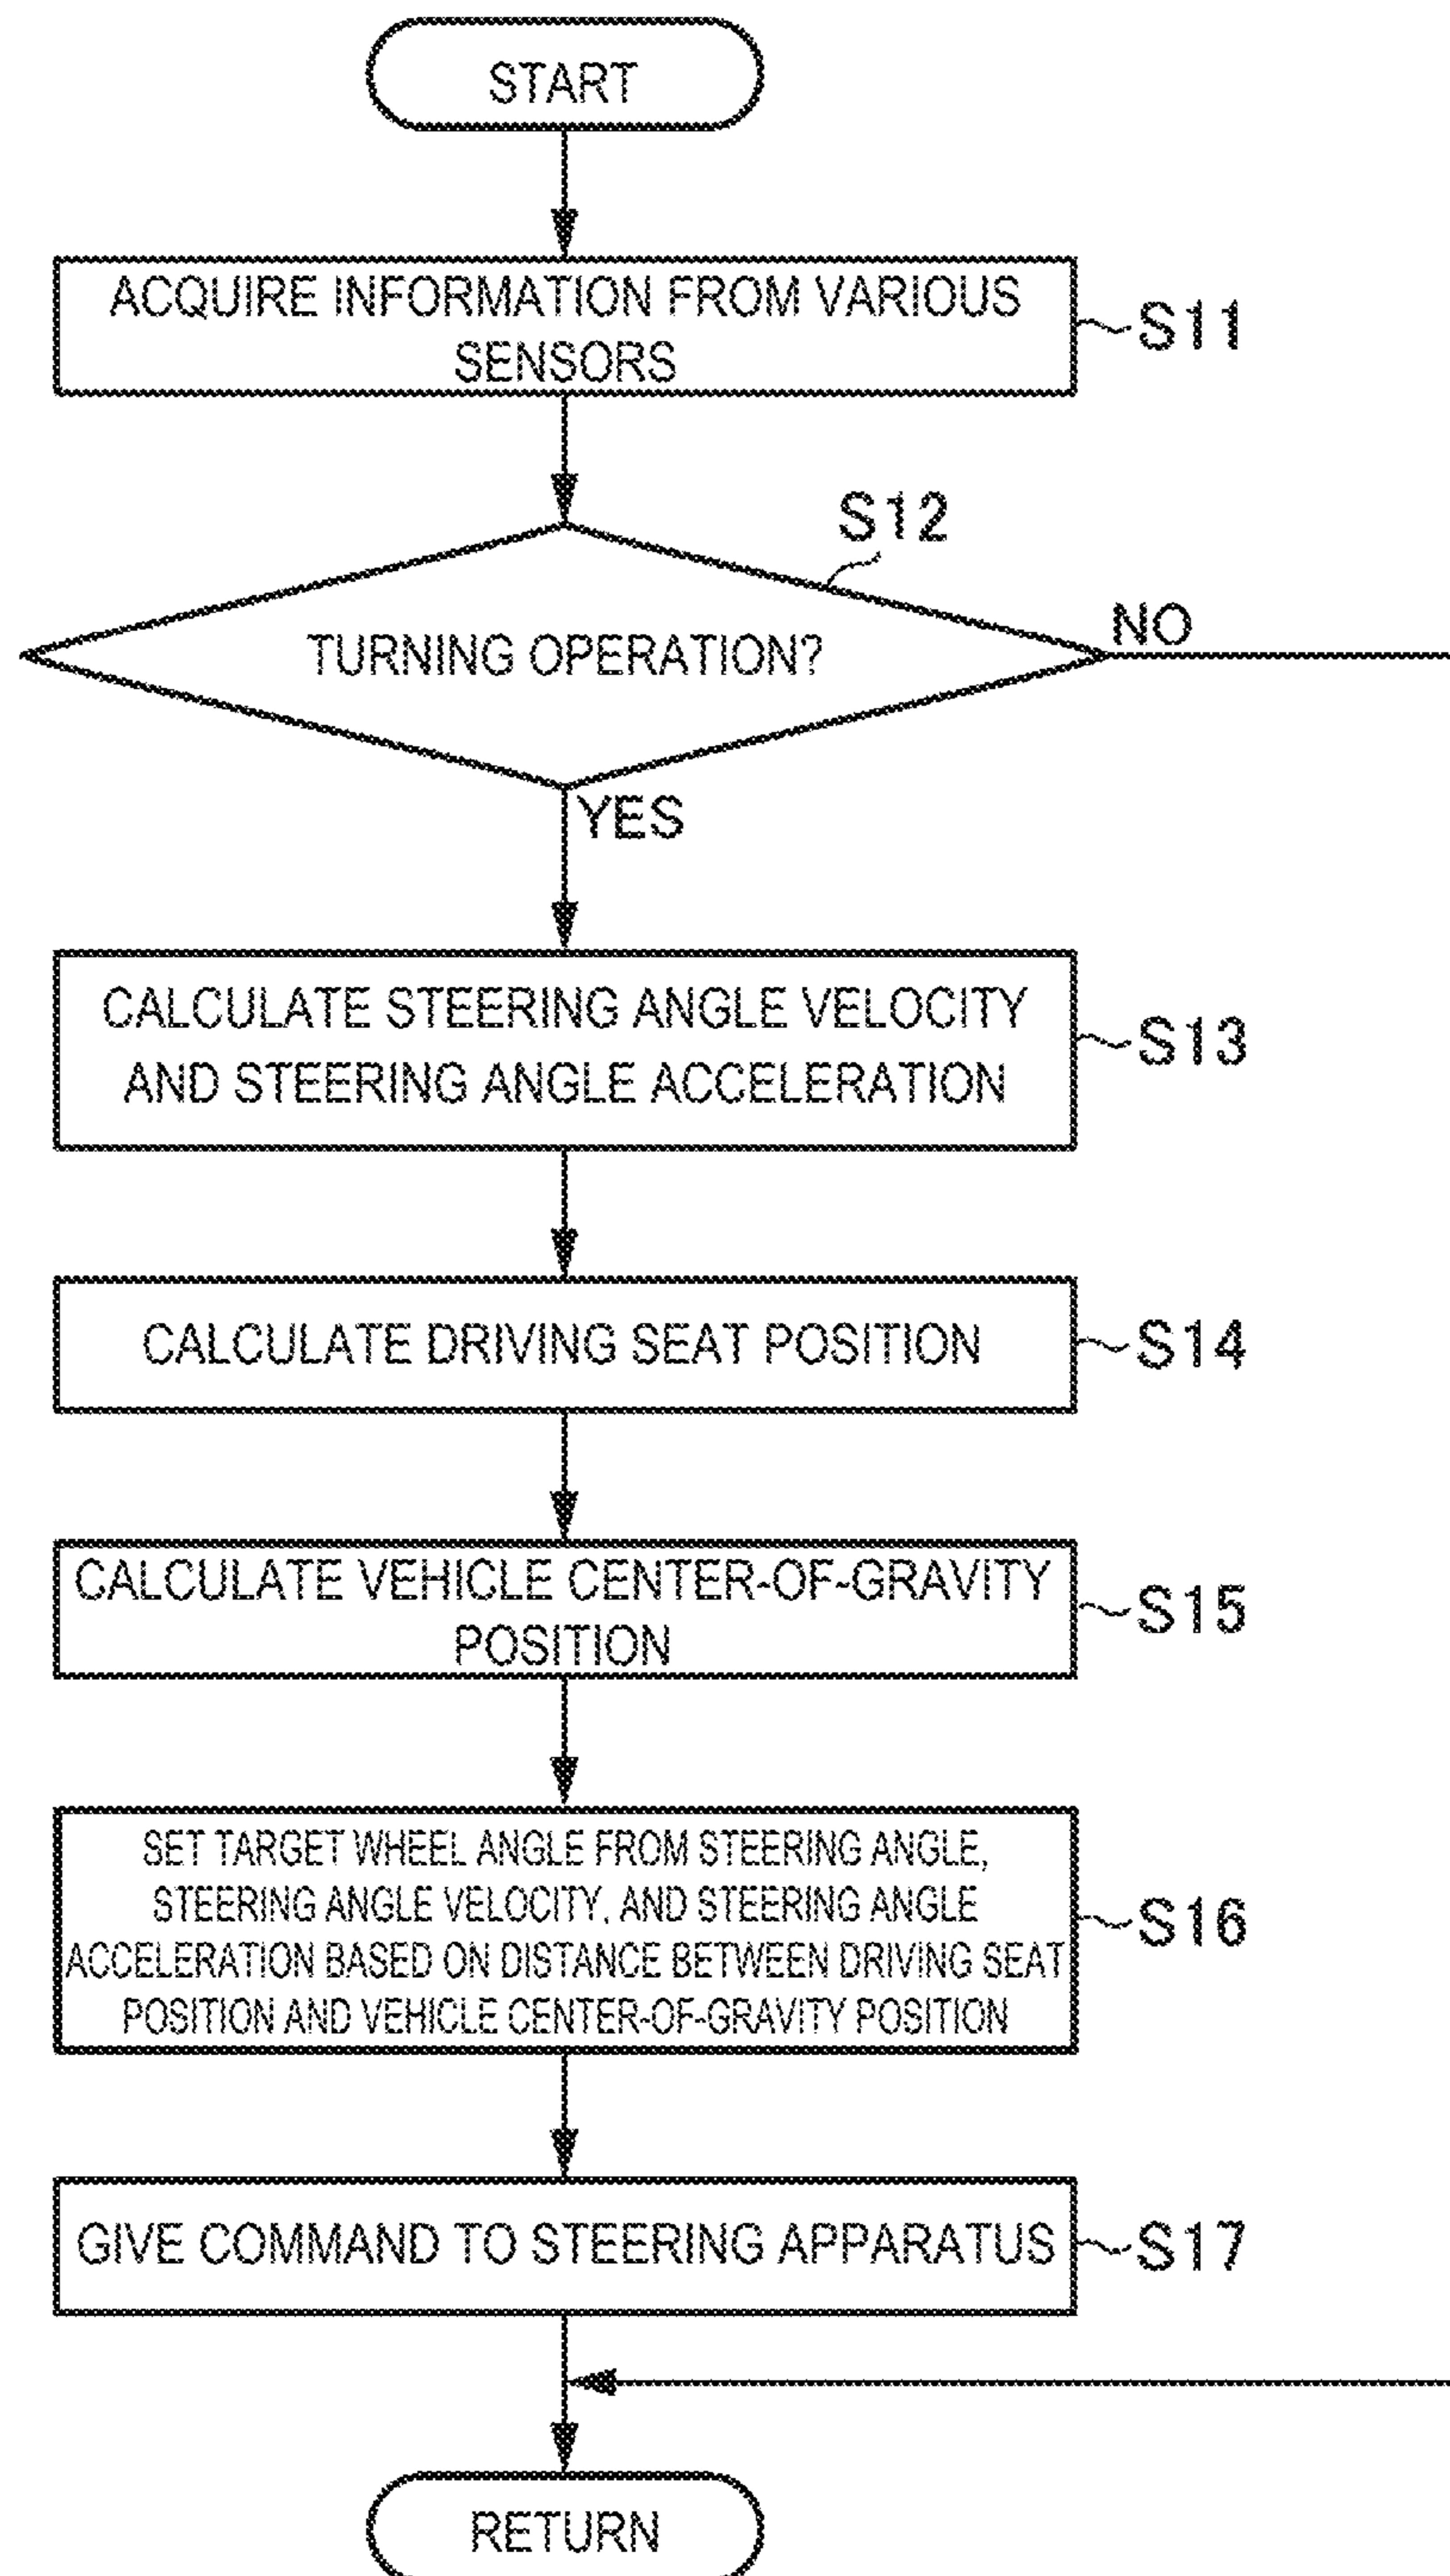 START
ACQUIRE INFORMATION FROM VARIOUS
SENSORS
S11
S12
TURNING OPERATION?
NO
YES
CALCULATE STEERING ANGLE VELOCITY
AND STEERING ANGLE ACCELERATION
S13
CALCULATE DRIVING SEAT POSITION
S14
CALCULATE VEHICLE CENTER-OF-GRAVITY
POSITION
S15
SET TARGET WHEEL ANGLE FROM STEERING ANGLE,
STEERING ANGLE VELOCITY, AND STEERING ANGLE
ACCELERATION BASED ON DISTANCE BETWEEN DRIVING SEAT
POSITION AND VEHICLE CENTER-OF-GRAVITY POSITION
S16
GIVE COMMAND TO STEERING APPARATUS
S17
RETURN